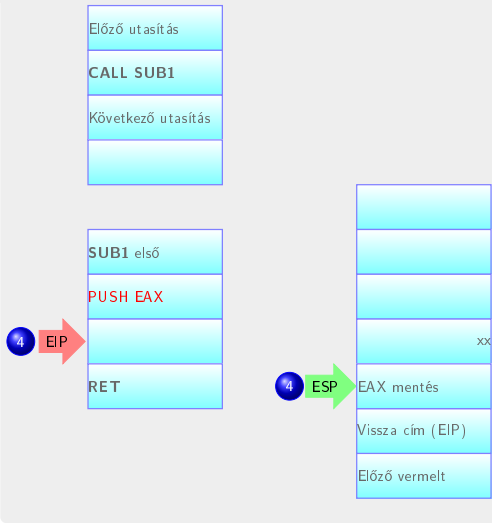 Előző utasítás
CALL SUB1
Következő utasítás
SUB1 első
PUSH EAX
4 EIP
RET
xx
4 ESP
EAX mentés
Vissza cím (EIP)
Előző vermelt